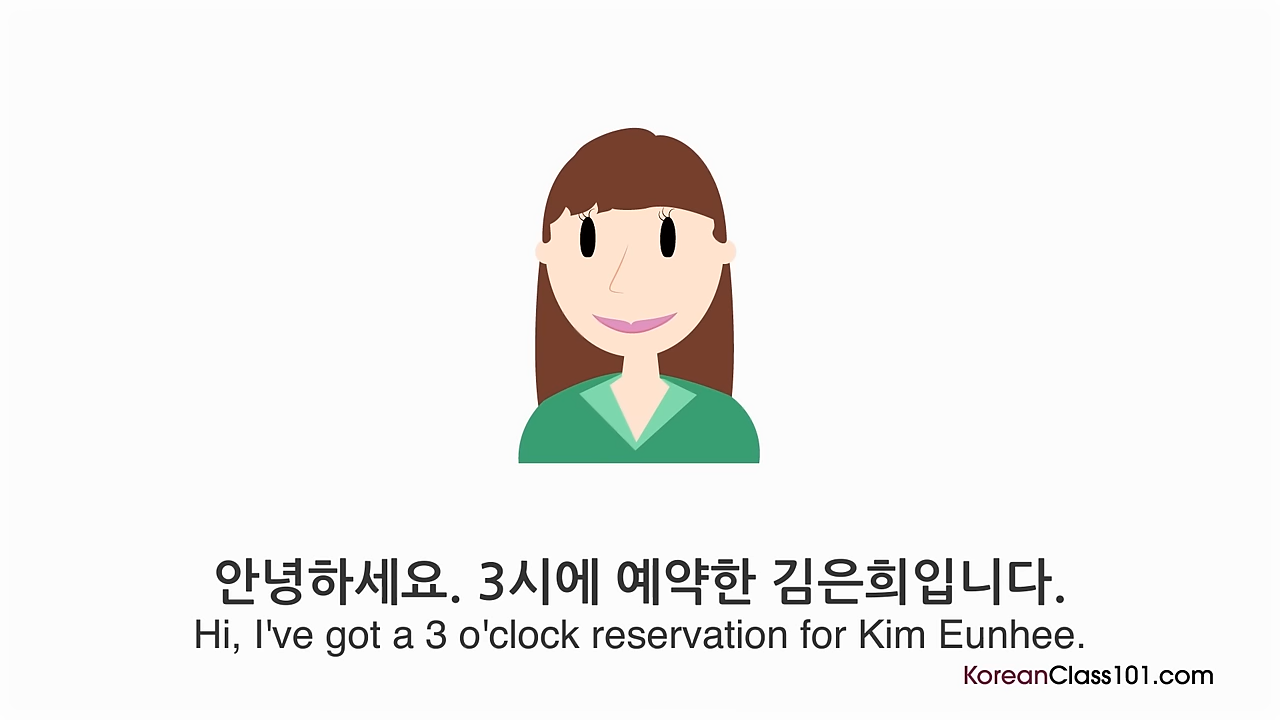 안녕하세요. 3시에 예약한 김은희입니다.
Hi, I've got a 3 o'clock reservation for Kim Eunhee.
KoreanClass101.com